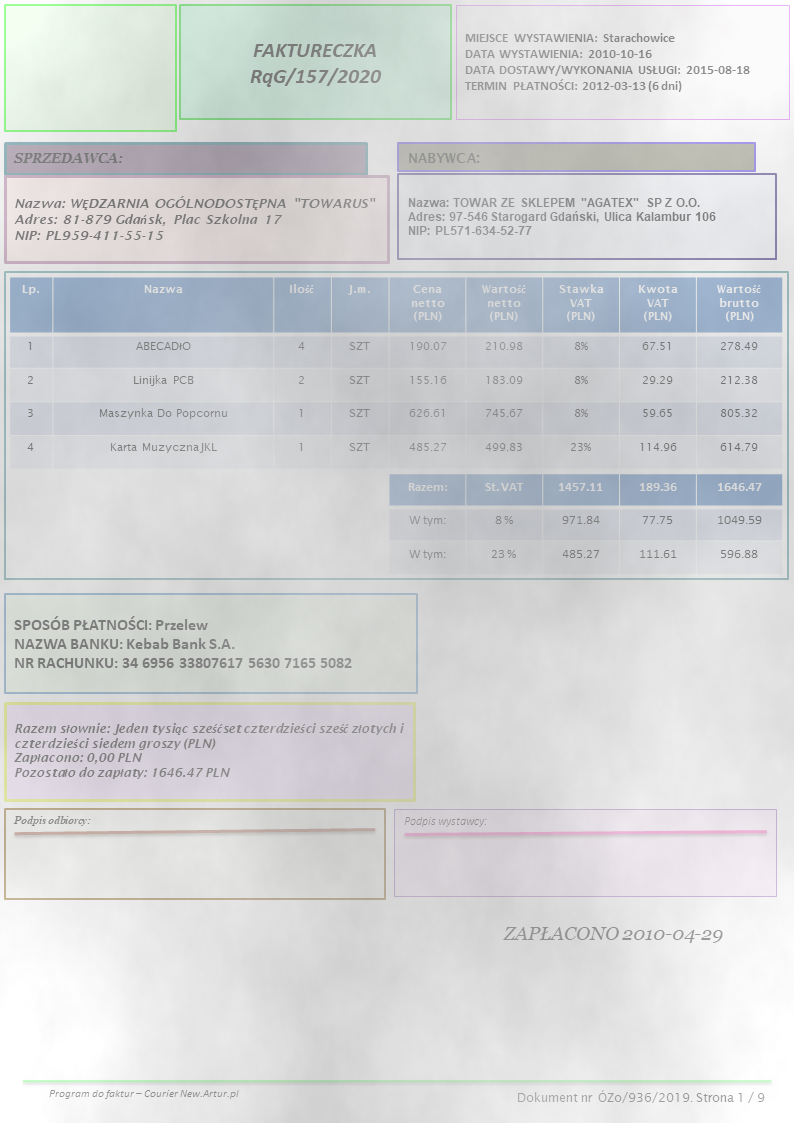 FAKTURECZKA
RqG/157/2020
MIEJSCE WYSTAWIENIA: Starachowice
DATA WYSTAWIENIA: 2010-10-16
DATA DOSTAWY/WYKONANIA USŁUGI: 2015-08-18
TERMIN PŁATNOŚCI: 2012-03-13 (6 dni)
SPRZEDAWCA:
Nazwa: WĘDZARNIA OGÓLNODOSTĘPNA "TOWARUS"
Adres: 81-879 Gdańsk, Plac Szkolna 17
NIP: PL959-411-55-15
NABYWCA:
Nazwa: TOWAR ZE SKLEPEM "AGATEX" SP Z O.O.
Adres: 97-546 Starogard Gdański, Ulica Kalambur 106
NIP: PL571-634-52-77
Lp. Nazwa Ilość J.m. Cena netto (PLN) Wartość netto (PLN) Stawka VAT (PLN) Kwota VAT (PLN) Wartość brutto (PLN)
1 ABECADŁO 4 SZT 190.07 210.98 8% 67.51 278.49
2 Linijka PCB 2 SZT 155.16 183.09 8% 29.29 212.38
3 Maszynka Do Popcornu 1 SZT 626.61 745.67 8% 59.65 805.32
4 Karta Muzyczna JKL 1 SZT 485.27 499.83 23% 114.96 614.79
Razem: St. VAT 1457.11 189.36 1646.47
W tym: 8 % 971.84 77.75 1049.59
W tym: 23 % 485.27 111.61 596.88
SPOSÓB PŁATNOŚCI: Przelew
NAZWA BANKU: Kebab Bank S.A.
NR RACHUNKU: 34 6956 33807617 5630 7165 5082
Razem słownie: Jeden tysiąc sześćset czterdzieści sześć złotych i
czterdzieści siedem groszy (PLN)
Zapłacono: 0,00 PLN
Pozostało do zapłaty: 1646.47 PLN
Podpis odbiorcy:
Podpis wystawcy:
ZAPŁACONO 2010-04-29
Program do faktur – Courier New.Artur.pl
Dokument nr ÓZo/936/2019. Strona 1 / 9